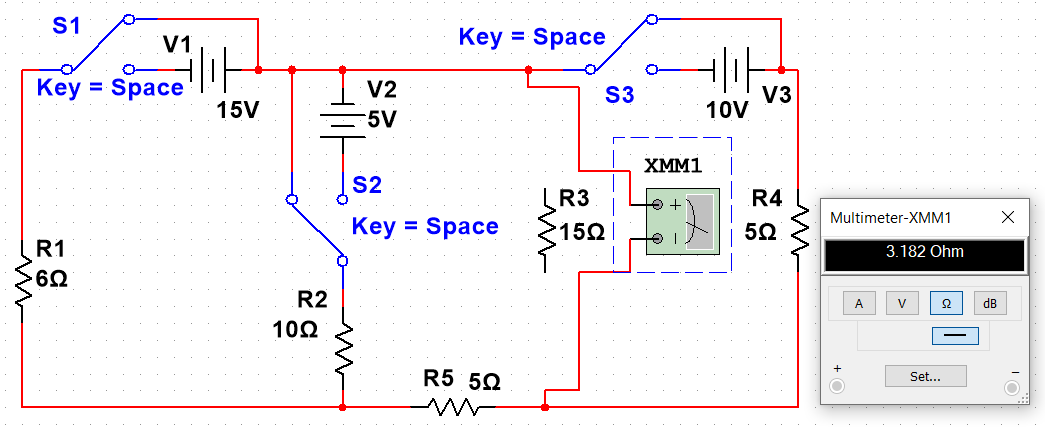 S1
Key = Space
V1
15V
Key = Space
S3
V3
10V
V2
5V
S2
Key = Space
XMM1
+
R3
15Ω
R4
5Ω
R1
6Ω
R2
10Ω
R5 5Ω
Multimeter-XMM1
3.182 Ohm
A V Ω dB
+ Set... −